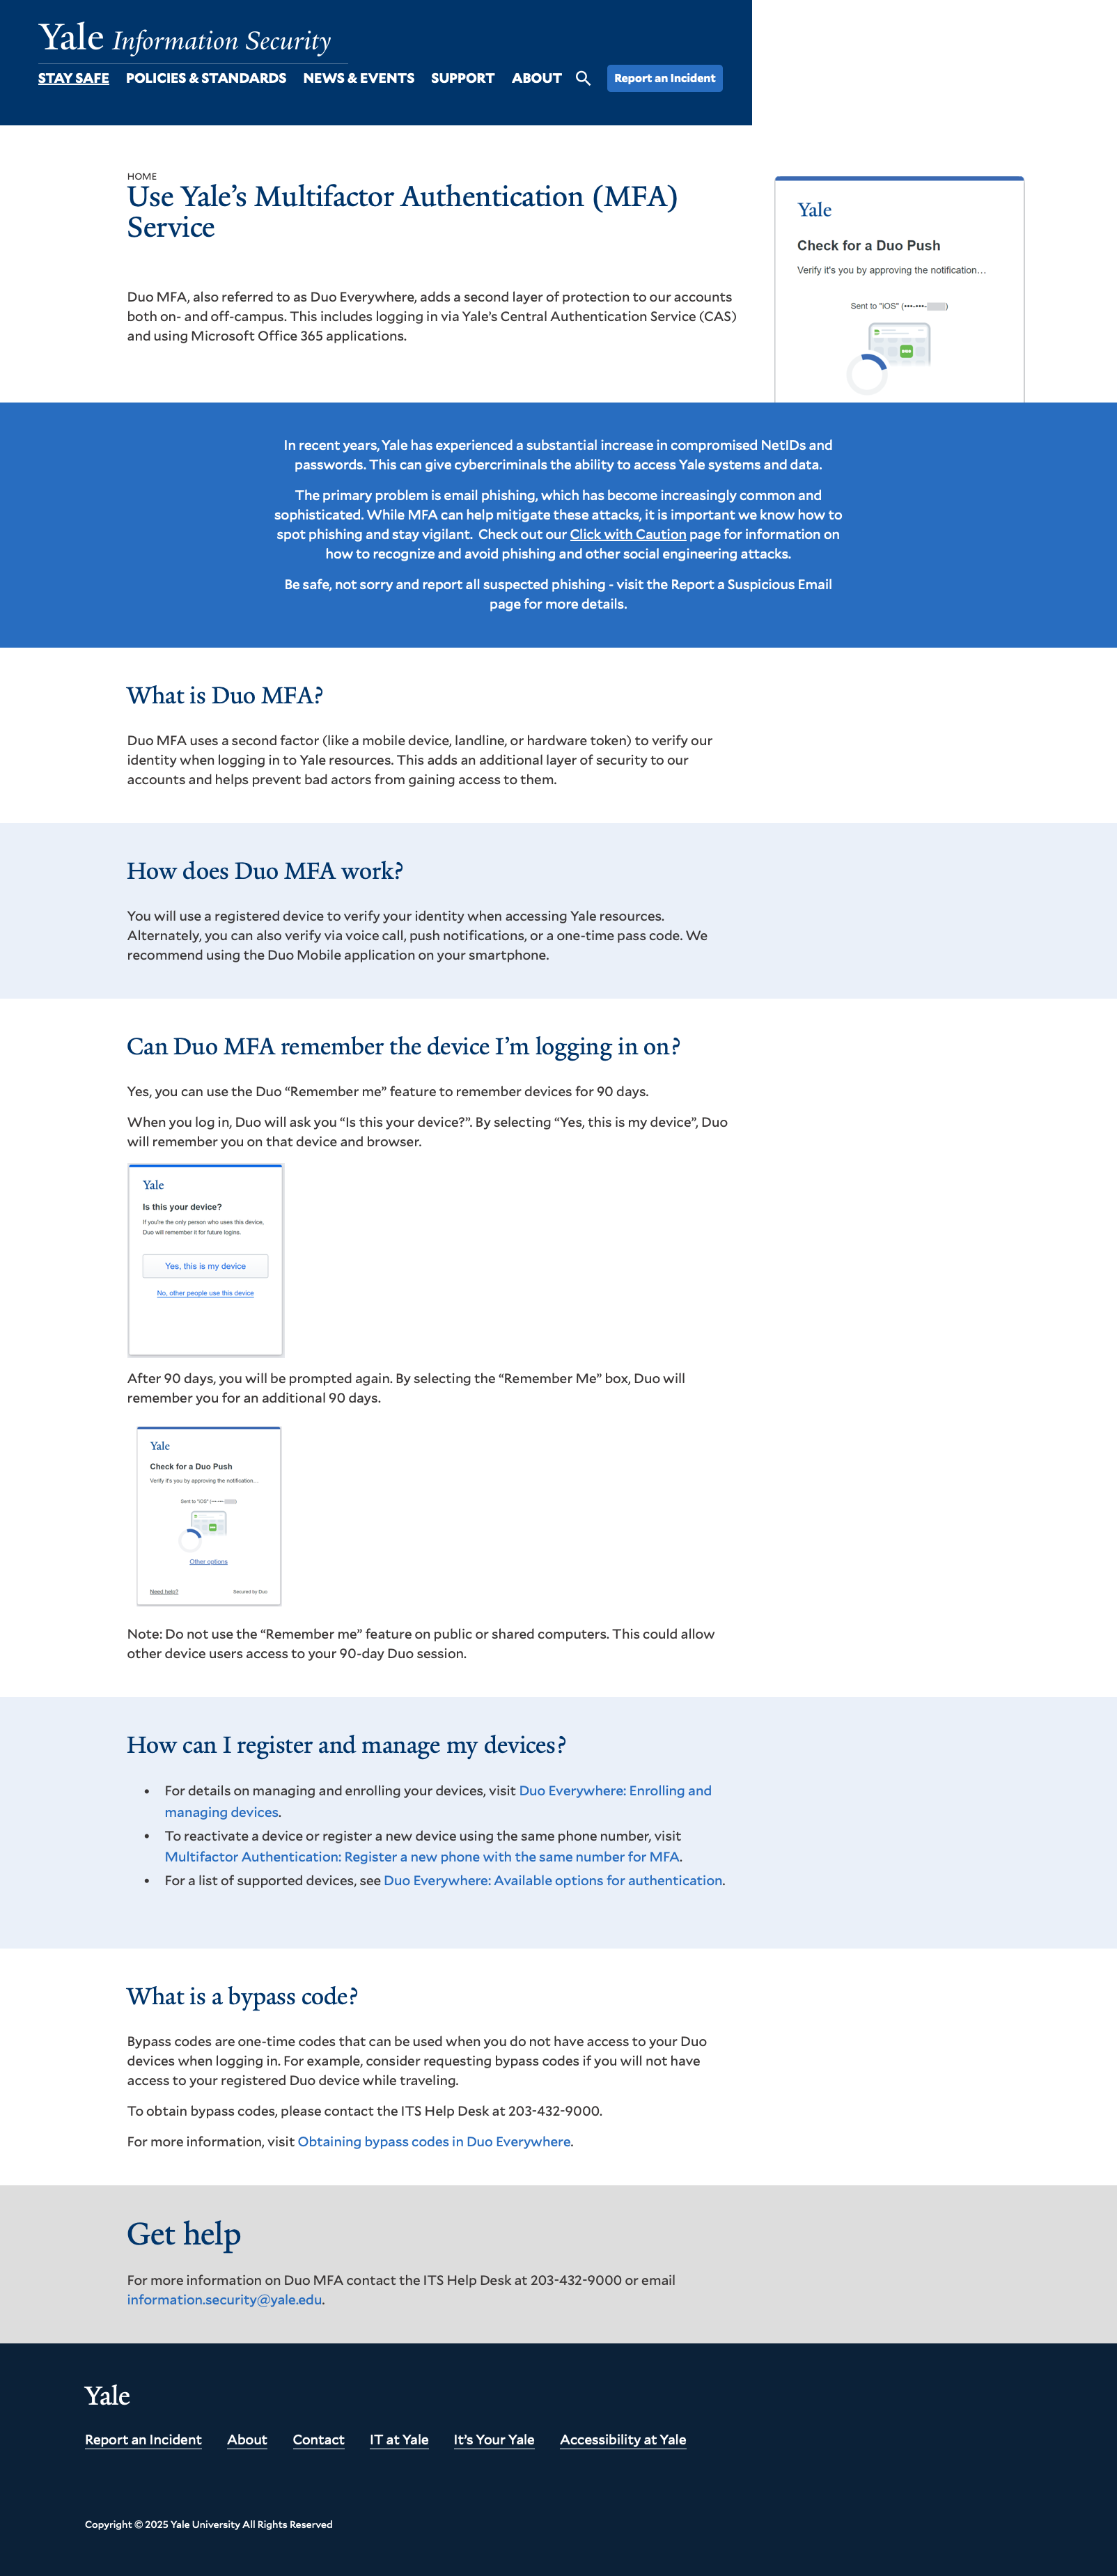 Yale Information Security
STAY SAFE POLICIES & STANDARDS NEWS & EVENTS SUPPORT ABOUT Report an Incident
HOME
Use Yale’s Multifactor Authentication (MFA)
Service
Duo MFA, also referred to as Duo Everywhere, adds a second layer of protection to our accounts
both on- and off-campus. This includes logging in via Yale’s Central Authentication Service (CAS)
and using Microsoft Office 365 applications.
Yale
Check for a Duo Push
Verify it's you by approving the notification...
Sent to "iOS" (•••-•••-)
In recent years, Yale has experienced a substantial increase in compromised NetIDs and
passwords. This can give cybercriminals the ability to access Yale systems and data.
The primary problem is email phishing, which has become increasingly common and
sophisticated. While MFA can help mitigate these attacks, it is important we know how to
spot phishing and stay vigilant.  Check out our Click with Caution page for information on
how to recognize and avoid phishing and other social engineering attacks.
Be safe, not sorry and report all suspected phishing - visit the Report a Suspicious Email
page for more details.
What is Duo MFA?
Duo MFA uses a second factor (like a mobile device, landline, or hardware token) to verify our
identity when logging in to Yale resources. This adds an additional layer of security to our
accounts and helps prevent bad actors from gaining access to them.
How does Duo MFA work?
You will use a registered device to verify your identity when accessing Yale resources.
Alternately, you can also verify via voice call, push notifications, or a one-time pass code. We
recommend using the Duo Mobile application on your smartphone.
Can Duo MFA remember the device I’m logging in on?
Yes, you can use the Duo “Remember me” feature to remember devices for 90 days.
When you log in, Duo will ask you “Is this your device?”. By selecting “Yes, this is my device”, Duo
will remember you on that device and browser.
Yale
Is this your device?
If you're the only person who uses this device,
Duo will remember it for future logins.
Yes, this is my device
No, other people use this device
After 90 days, you will be prompted again. By selecting the “Remember Me” box, Duo will
remember you for an additional 90 days.
Yale
Check for a Duo Push
Verify it's you by approving the notification...
Sent to "iOS" (•••-•••-)
Other options
Need help? Secured by Duo
Note: Do not use the “Remember me” feature on public or shared computers. This could allow
other device users access to your 90-day Duo session.
How can I register and manage my devices?
• For details on managing and enrolling your devices, visit Duo Everywhere: Enrolling and
managing devices.
• To reactivate a device or register a new device using the same phone number, visit
Multifactor Authentication: Register a new phone with the same number for MFA.
• For a list of supported devices, see Duo Everywhere: Available options for authentication.
What is a bypass code?
Bypass codes are one-time codes that can be used when you do not have access to your Duo
devices when logging in. For example, consider requesting bypass codes if you will not have
access to your registered Duo device while traveling.
To obtain bypass codes, please contact the ITS Help Desk at 203-432-9000.
For more information, visit Obtaining bypass codes in Duo Everywhere.
Get help
For more information on Duo MFA contact the ITS Help Desk at 203-432-9000 or email
information.security@yale.edu.
Yale
Report an Incident About Contact IT at Yale It’s Your Yale Accessibility at Yale
Copyright © 2025 Yale University All Rights Reserved